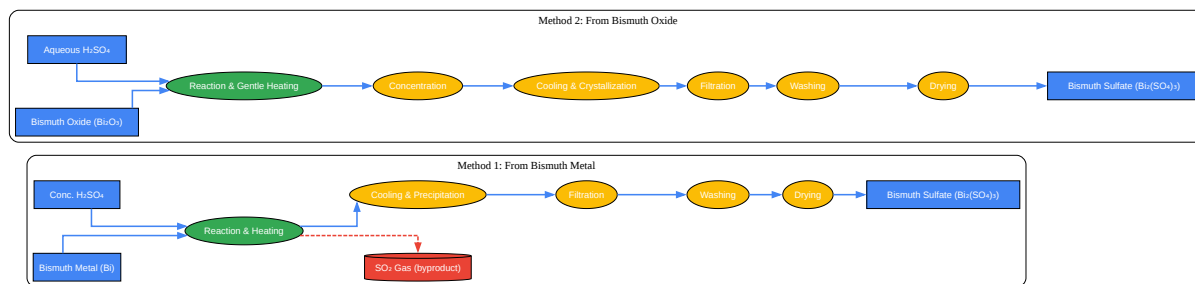 Method 2: From Bismuth Oxide
Aqueous H₂SO₄
Bismuth Oxide (Bi₂O₃)
Reaction & Gentle Heating
Concentration
Cooling & Crystallization
Filtration
Washing
Drying
Bismuth Sulfate (Bi₂(SO₄)₃)
Method 1: From Bismuth Metal
Conc. H₂SO₄
Bismuth Metal (Bi)
Reaction & Heating
Cooling & Precipitation
Filtration
Washing
Drying
Bismuth Sulfate (Bi₂(SO₄)₃)
SO₂ Gas (byproduct)